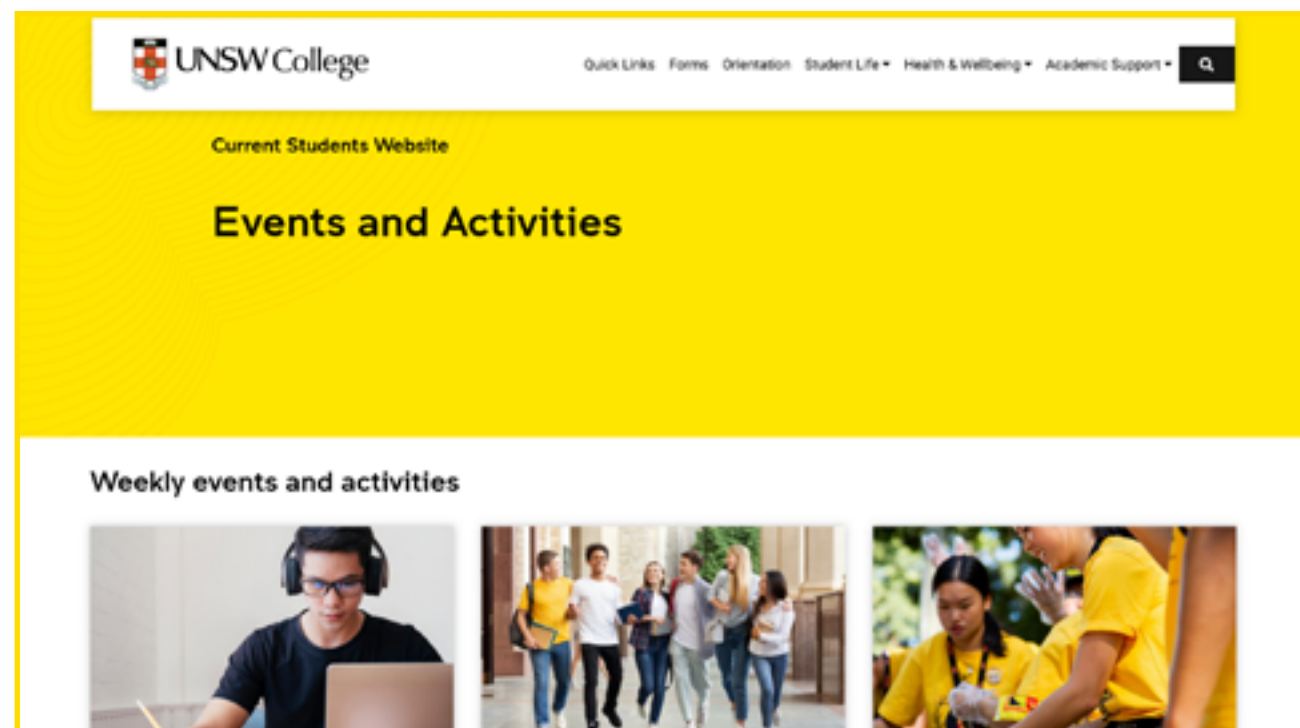 UNSW College
Quick Links Forms Orientation Student Life Health & Wellbeing Academic Support
Current Students Website
Events and Activities
Weekly events and activities